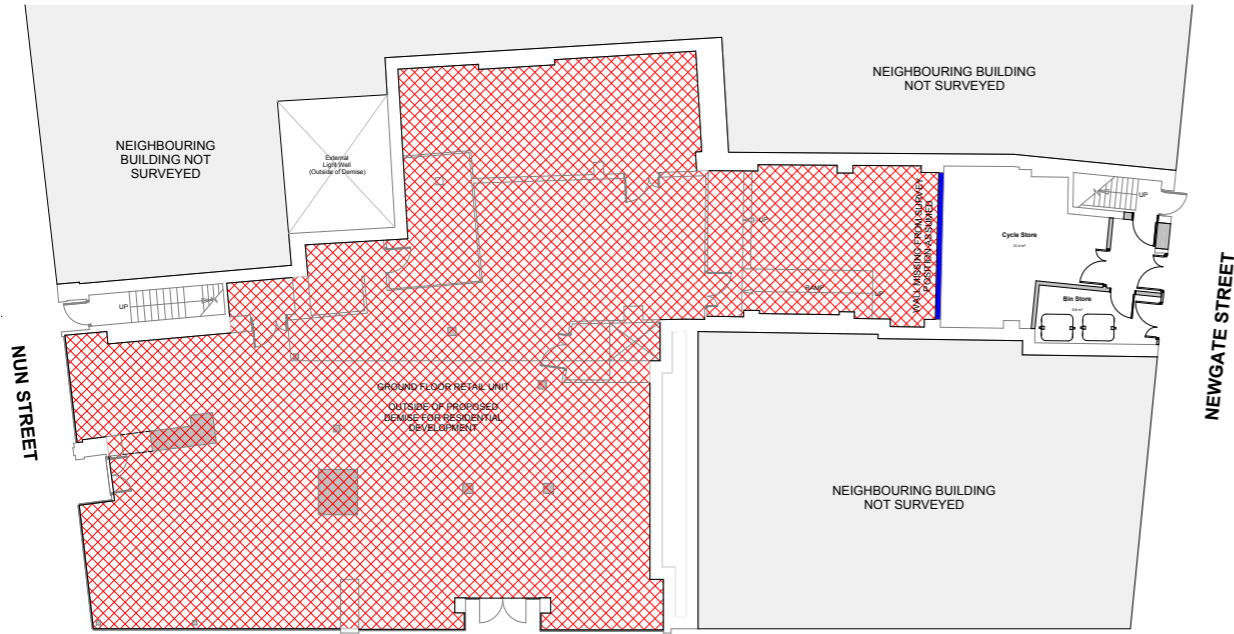 NEIGHBOURING BUILDING
NOT SURVEYED
NEIGHBOURING
BUILDING NOT
SURVEYED
External
Light Well
(Outside of Demise)
UP
UP
WALL MISSING FROM SURVEY
POSITION ASSUMED
Cycle Store
UP
RAMP
UP
Bin Store
NUN STREET
NEWGATE STREET
GROUND FLOOR RETAIL UNIT
OUTSIDE OF PROPOSED
DEMISE FOR RESIDENTIAL
DEVELOPMENT
NEIGHBOURING BUILDING
NOT SURVEYED